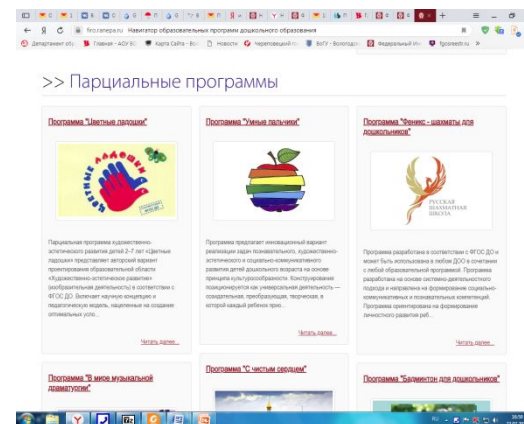 firo.ranepa.ru Навигатор образовательных программ дошкольного образования
>> Парциальные программы
Программа "Цветные ладошки"
ЦВЕТНЫЕ ЛАДОШКИ
Парциальная программа художественно-
эстетического развития детей 2–7 лет «Цветные
ладошки» представляет авторский вариант
проектирования образовательной области
«Художественно-эстетическое развитие»
(изобразительная деятельность) в соответствии с
ФГОС ДО. Включает научную концепцию и
педагогическую модель, нацеленные на создание
оптимальных усло...
Читать далее...
Программа "Умные пальчики"
Программа предлагает инновационный вариант
реализации задач познавательного, художественно-
эстетического и социально-коммуникативного
развития детей дошкольного возраста на основе
принципа культуросообразности. Конструирование
позиционируется как универсальная деятельность —
созидательная, преобразующая, творческая, в
которой каждый ребенок прио...
Читать далее...
Программа "Феникс - шахматы для
дошкольников"
РУССКАЯ
ШАХМАТНАЯ
ШКОЛА
Программа разработана в соответствии с ФГОС ДО и
может быть использована в любом ДОО в сочетании
с любой образовательной программой. Программа
разработана на основе системно-деятельностного
подхода и направлена на формирование социально-
коммуникативных и познавательных компетенций.
Программа ориентирована на формирование
личностного развития реб...
Читать далее...
Программа "В мире музыкальной
драматургии"
Программа "С чистым сердцем"
Программа "Бадминтон для дошкольников"